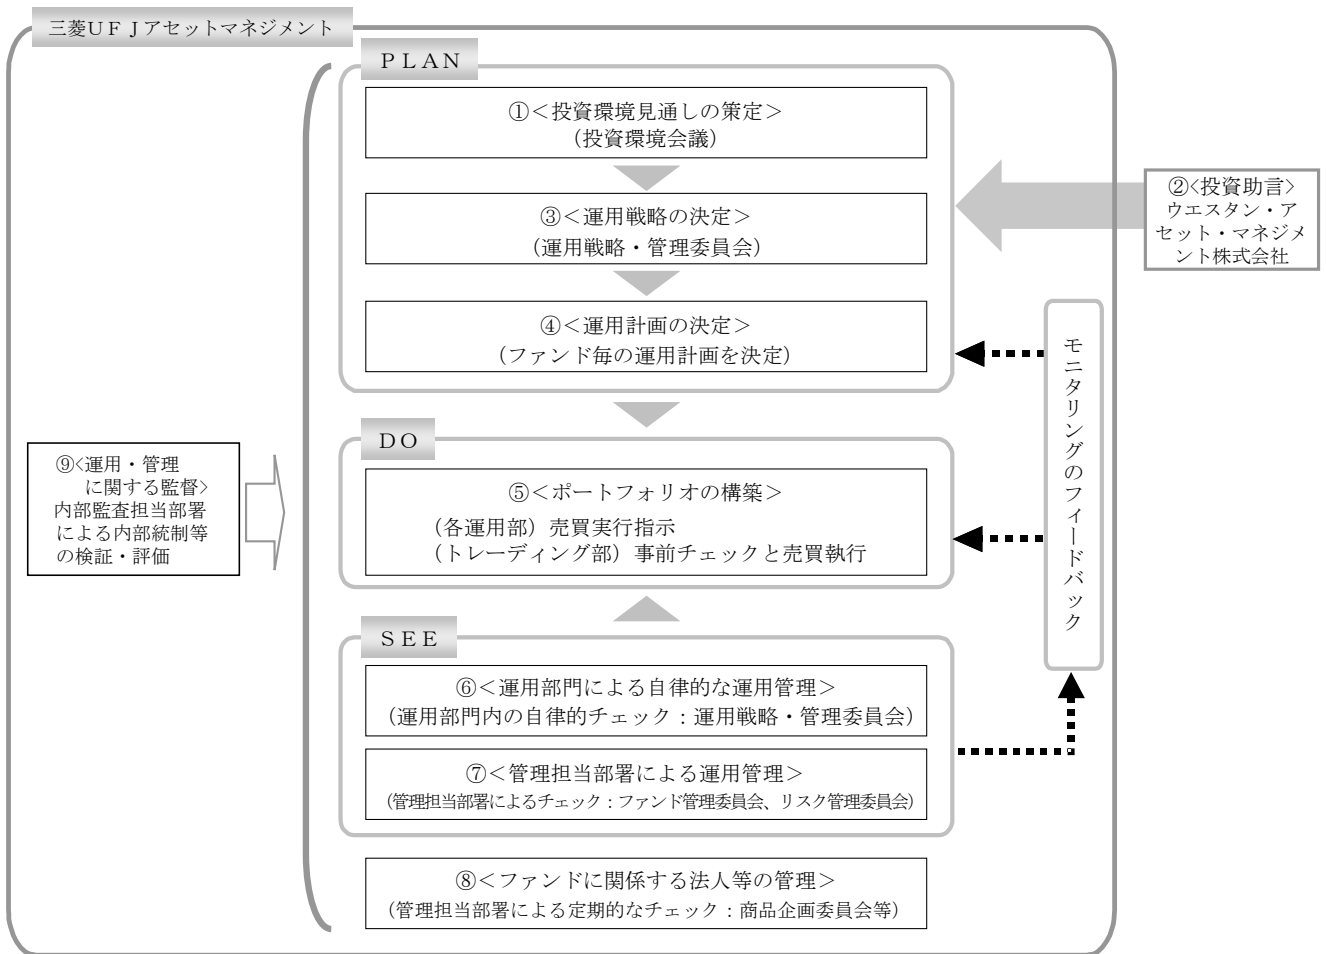 三菱ＵＦＪアセットマネジメント
ＰＬＡＮ
①＜投資環境見通しの策定＞
（投資環境会議）
②<投資助言>
ウエスタン・ア
セット・マネジメ
ント株式会社
③＜運用戦略の決定＞
（運用戦略・管理委員会）
④＜運用計画の決定＞
（ファンド毎の運用計画を決定）
ＤＯ
⑤＜ポートフォリオの構築＞
（各運用部）売買実行指示
（トレーディング部）事前チェックと売買執行
ＳＥＥ
⑥＜運用部門による自律的な運用管理＞
（運用部門内の自律的チェック：運用戦略・管理委員会）
⑦＜管理担当部署による運用管理＞
（管理担当部署によるチェック：ファンド管理委員会、リスク管理委員会）
⑧＜ファンドに関係する法人等の管理＞
（管理担当部署による定期的なチェック：商品企画委員会等）
⑨<運用・管理
に関する監督>
内部監査担当部署
による内部統制等
の検証・評価
モニタリングのフィードバック